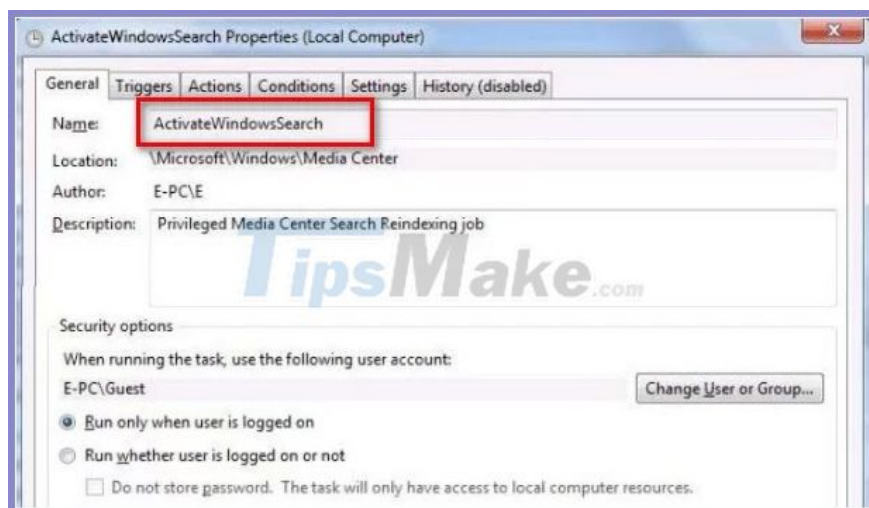 ActivateWindowsSearch Properties (Local Computer)
x
General Triggers Actions Conditions Settings History (disabled)
Name: ActivateWindowsSearch
Location: \Microsoft\Windows\Media Center
Author: E-PC\E
Description: Privileged Media Center Search Reindexing job
TipsMake.com
Security options
When running the task, use the following user account:
E-PC\Guest Change User or Group...
Run only when user is logged on
Run whether user is logged on or not
Do not store password. The task will only have access to local computer resources.